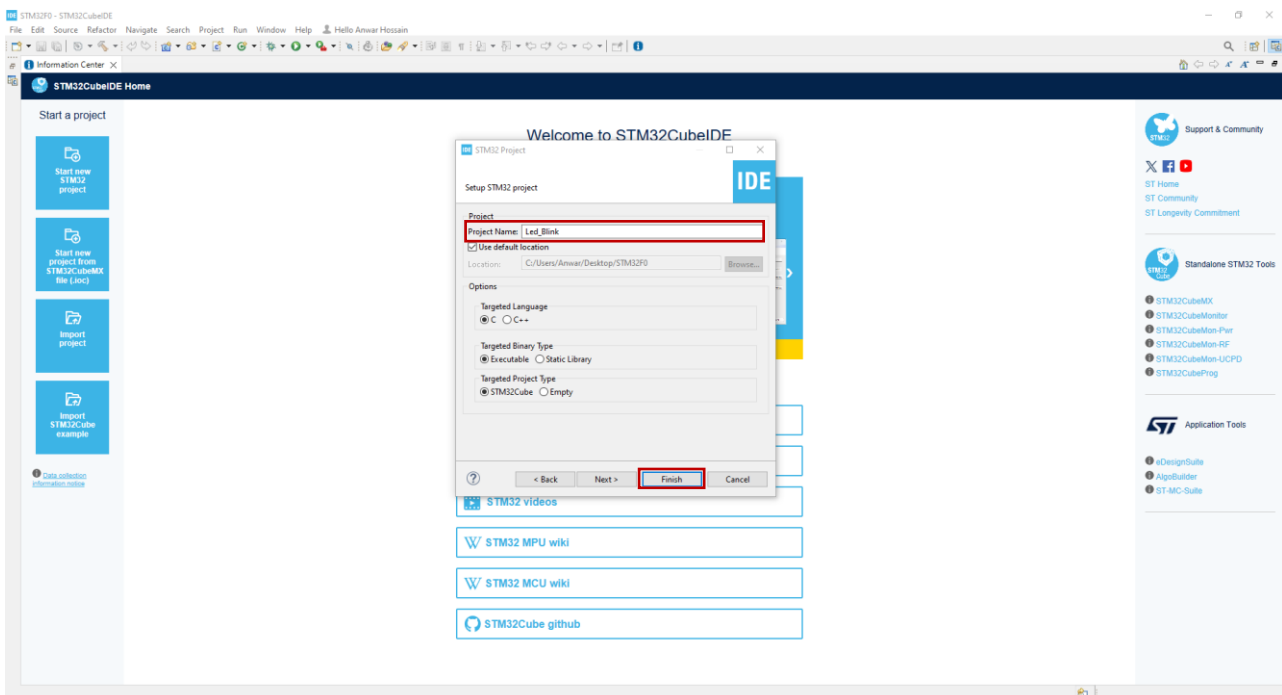 IDE STM32F0 - STM32CubeIDE
File Edit Source Refactor Navigate Search Project Run Window Help Hello Anwar Hossain
Information Center
STM32CubeIDE Home
Start a project
Start new
STM32
project
Start new
project from
STM32CubeMX
file (.ioc)
Import
project
Import
STM32Cube
example
Data collection
information notice
Welcome to STM32CubeIDE
IDE STM32 Project
Setup STM32 project
IDE
Project
Project Name: Led_Blink
Use default location
Location: C:/Users/Anwar/Desktop/STM32F0 Browse...
Options
Targeted Language
C C++
Targeted Binary Type
Executable Static Library
Targeted Project Type
STM32Cube Empty
< Back Next > Finish Cancel
STM32 videos
W STM32 MPU wiki
W STM32 MCU wiki
STM32Cube github
STM32
Support & Community
ST Home
ST Community
ST Longevity Commitment
STM32
Cube
Standalone STM32 Tools
STM32CubeMX
STM32CubeMonitor
STM32CubeMon-Pwr
STM32CubeMon-RF
STM32CubeMon-UCPD
STM32CubeProg
ST
Application Tools
eDesignSuite
AlgoBuilder
ST-MC-Suite